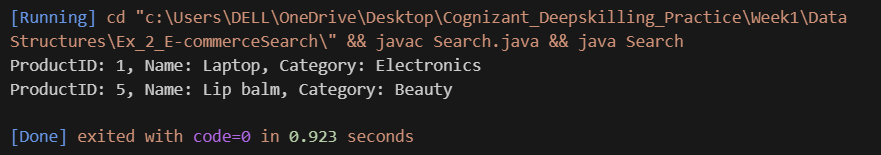 [Running] cd "c:\Users\DELL\OneDrive\Desktop\Cognizant_Deepskilling_Practice\Week1\Data
Structures\Ex_2_E-commerceSearch\" && javac Search.java && java Search
ProductID: 1, Name: Laptop, Category: Electronics
ProductID: 5, Name: Lip balm, Category: Beauty
[Done] exited with code=0 in 0.923 seconds